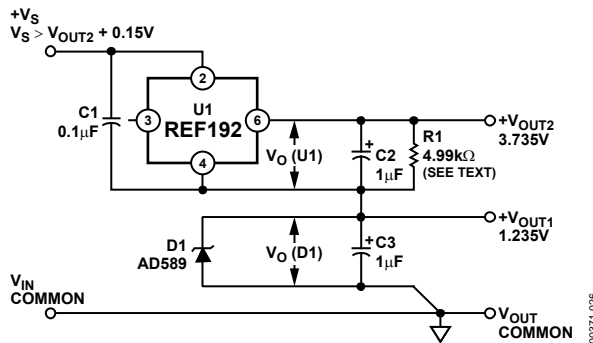 +VS
VS > VOUT2 + 0.15V
2
U1
REF192
3
6
4
C1
0.1µF
VO (U1)
+
C2
1µF
R1
4.99kΩ
(SEE TEXT)
+VOUT2
3.735V
+VOUT1
1.235V
D1
AD589
VO (D1)
+
C3
1µF
VIN
COMMON
VOUT
COMMON
00371-026